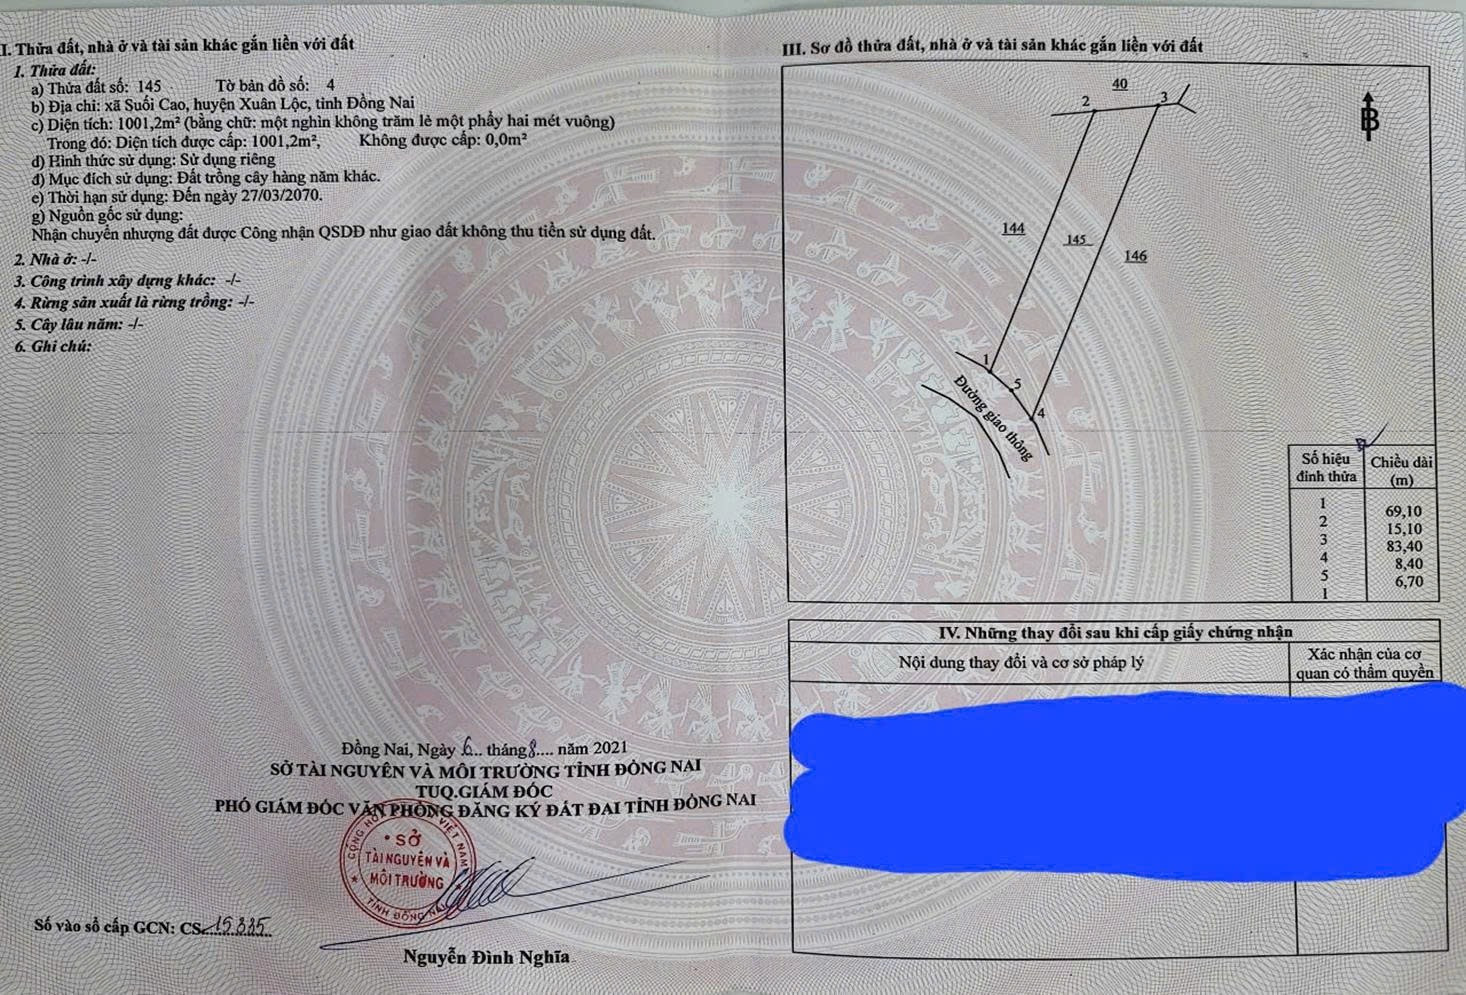 I. Thửa đất, nhà ở và tài sản khác gắn liền với đất
1. Thửa đất:
a) Thửa đất số: 145 Tờ bản đồ số: 4
b) Địa chỉ: xã Suối Cao, huyện Xuân Lộc, tỉnh Đồng Nai
c) Diện tích: 1001,2m² (bằng chữ: một nghìn không trăm lẻ một phẩy hai mét vuông)
Trong đó: Diện tích được cấp: 1001,2m², Không được cấp: 0,0m²
d) Hình thức sử dụng: Sử dụng riêng
đ) Mục đích sử dụng: Đất trồng cây hàng năm khác.
e) Thời hạn sử dụng: Đến ngày 27/03/2070.
g) Nguồn gốc sử dụng:
Nhận chuyển nhượng đất được Công nhận QSDĐ như giao đất không thu tiền sử dụng đất.
2. Nhà ở: -/-
3. Công trình xây dựng khác: -/-
4. Rừng sản xuất là rừng trồng: -/-
5. Cây lâu năm: -/-
6. Ghi chú:
Đồng Nai, Ngày 6.. tháng 8.... năm 2021
SỞ TÀI NGUYÊN VÀ MÔI TRƯỜNG TỈNH ĐỒNG NAI
TUQ.GIÁM ĐỐC
PHÓ GIÁM ĐỐC VĂN PHÒNG ĐĂNG KÝ ĐẤT ĐAI TỈNH ĐỒNG NAI
CỘNG HÒA VIỆT NAM
SỞ
TÀI NGUYÊN VÀ
MÔI TRƯỜNG
TỈNH ĐỒNG NAI
Số vào sổ cấp GCN: CS
Nguyễn Đình Nghĩa
III. Sơ đồ thửa đất, nhà ở và tài sản khác gắn liền với đất
40
2
3
B
144
145
146
1
5
4
Đường giao thông
Số hiệu đỉnh thửa
Chiều dài (m)
1
69,10
2
15,10
3
83,40
4
8,40
5
6,70
1
IV. Những thay đổi sau khi cấp giấy chứng nhận
Nội dung thay đổi và cơ sở pháp lý
Xác nhận của cơ
quan có thẩm quyền